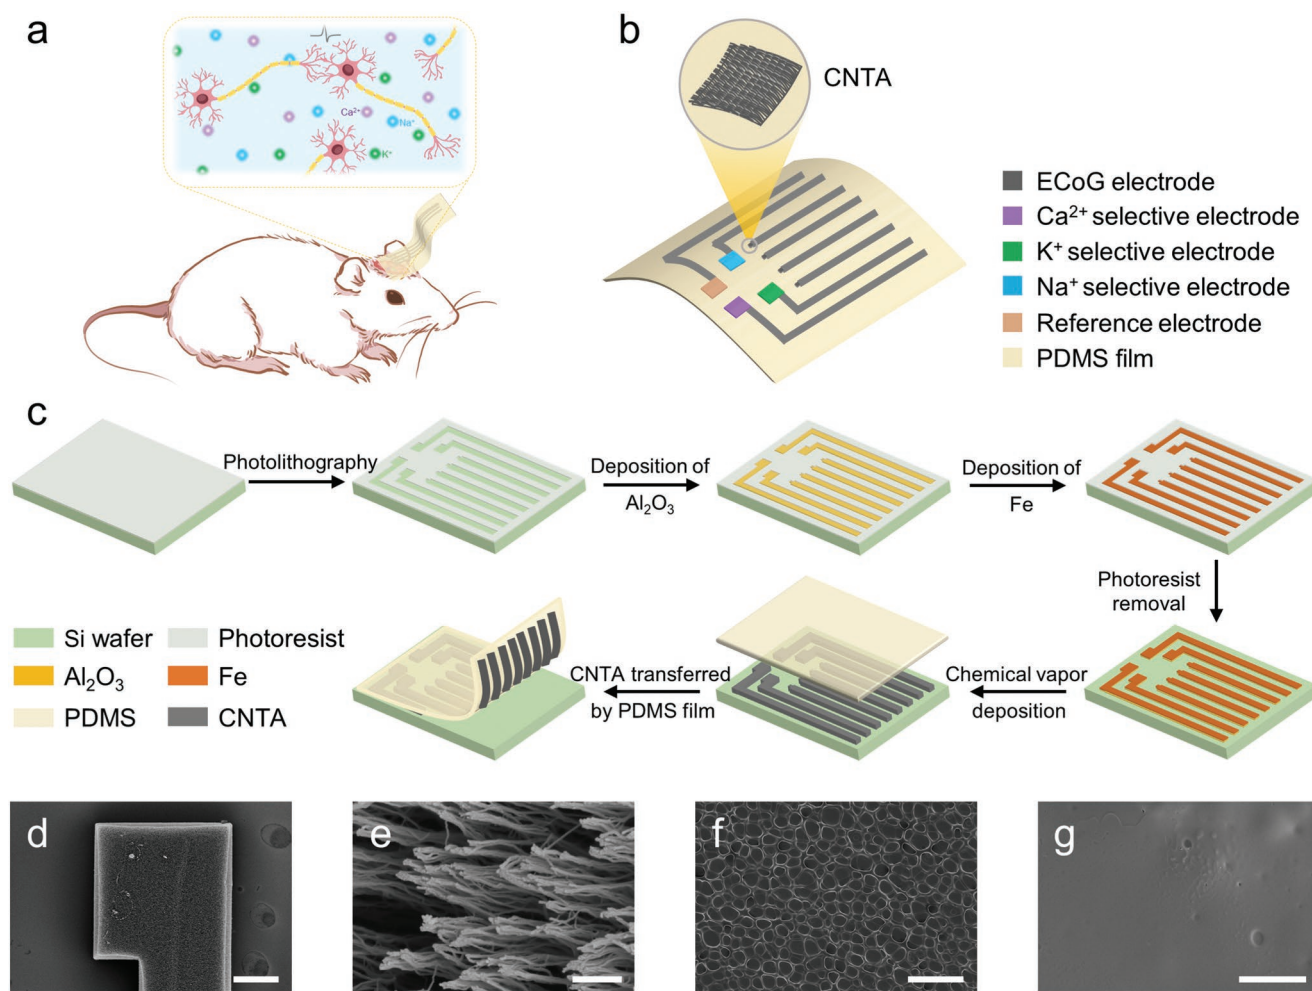 a
Ca²⁺
Na⁺
K⁺
b
CNTA
ECoG electrode
Ca²⁺ selective electrode
K⁺ selective electrode
Na⁺ selective electrode
Reference electrode
PDMS film
c
Photolithography
Deposition of
Al₂O₃
Deposition of
Fe
Photoresist
removal
Chemical vapor
deposition
CNTA transferred
by PDMS film
Si wafer
Photoresist
Al₂O₃
Fe
PDMS
CNTA
d
e
f
g